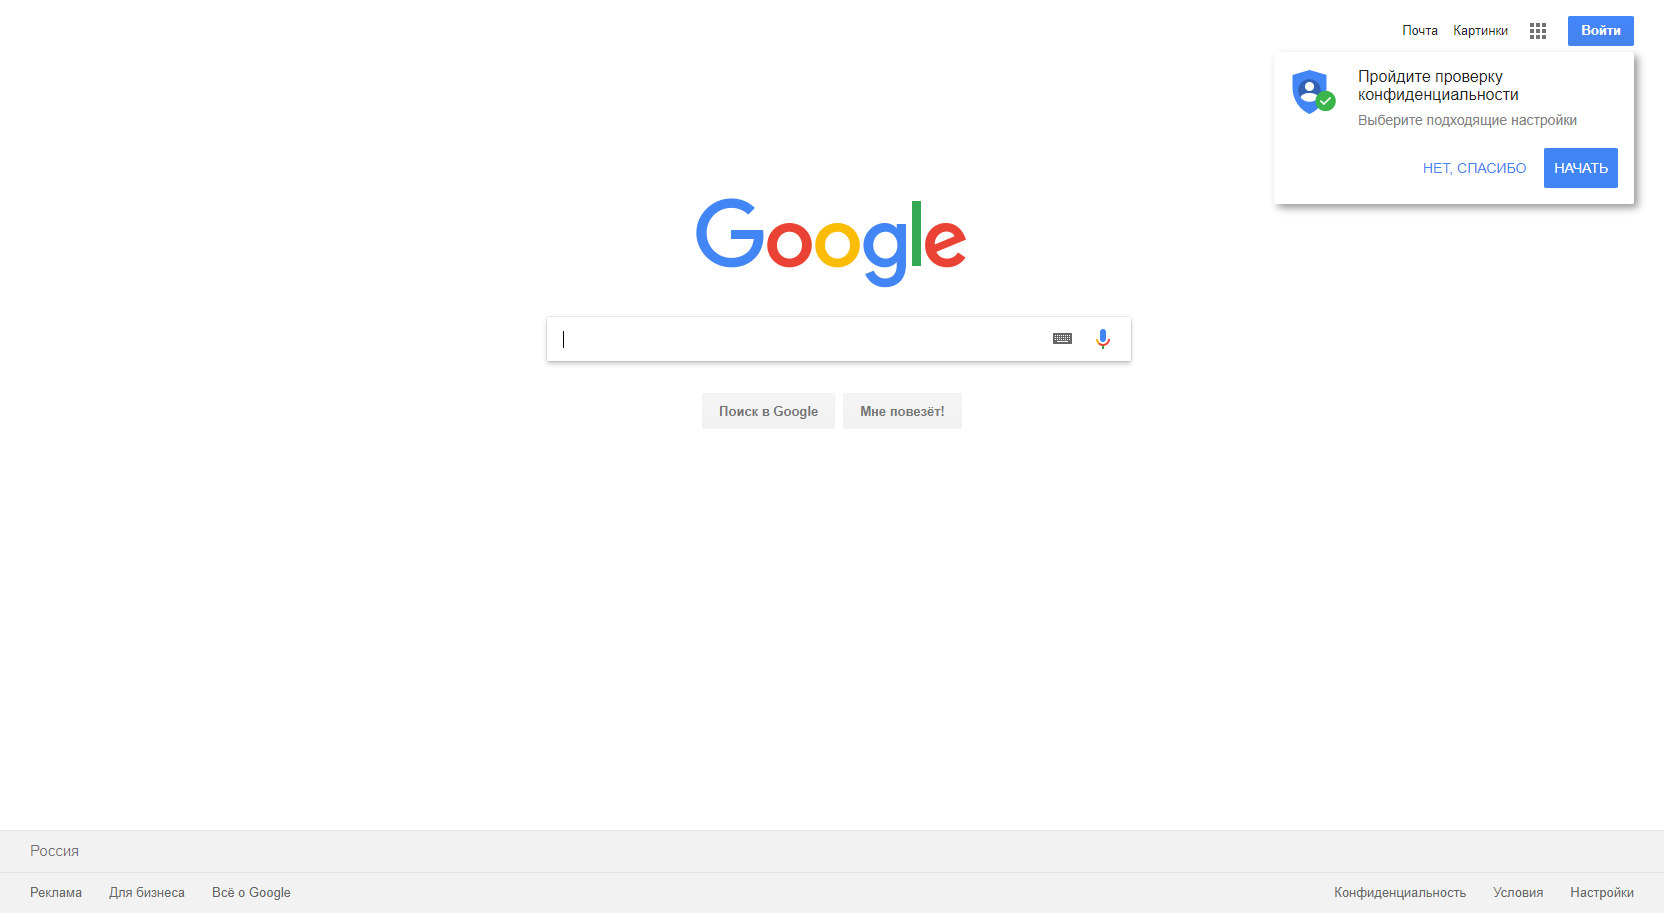 Почта Картинки Войти
Пройдите проверку
конфиденциальности
Выберите подходящие настройки
НЕТ, СПАСИБО НАЧАТЬ
Google
Поиск в Google Мне повезёт!
Россия
Реклама Для бизнеса Всё о Google Конфиденциальность Условия Настройки